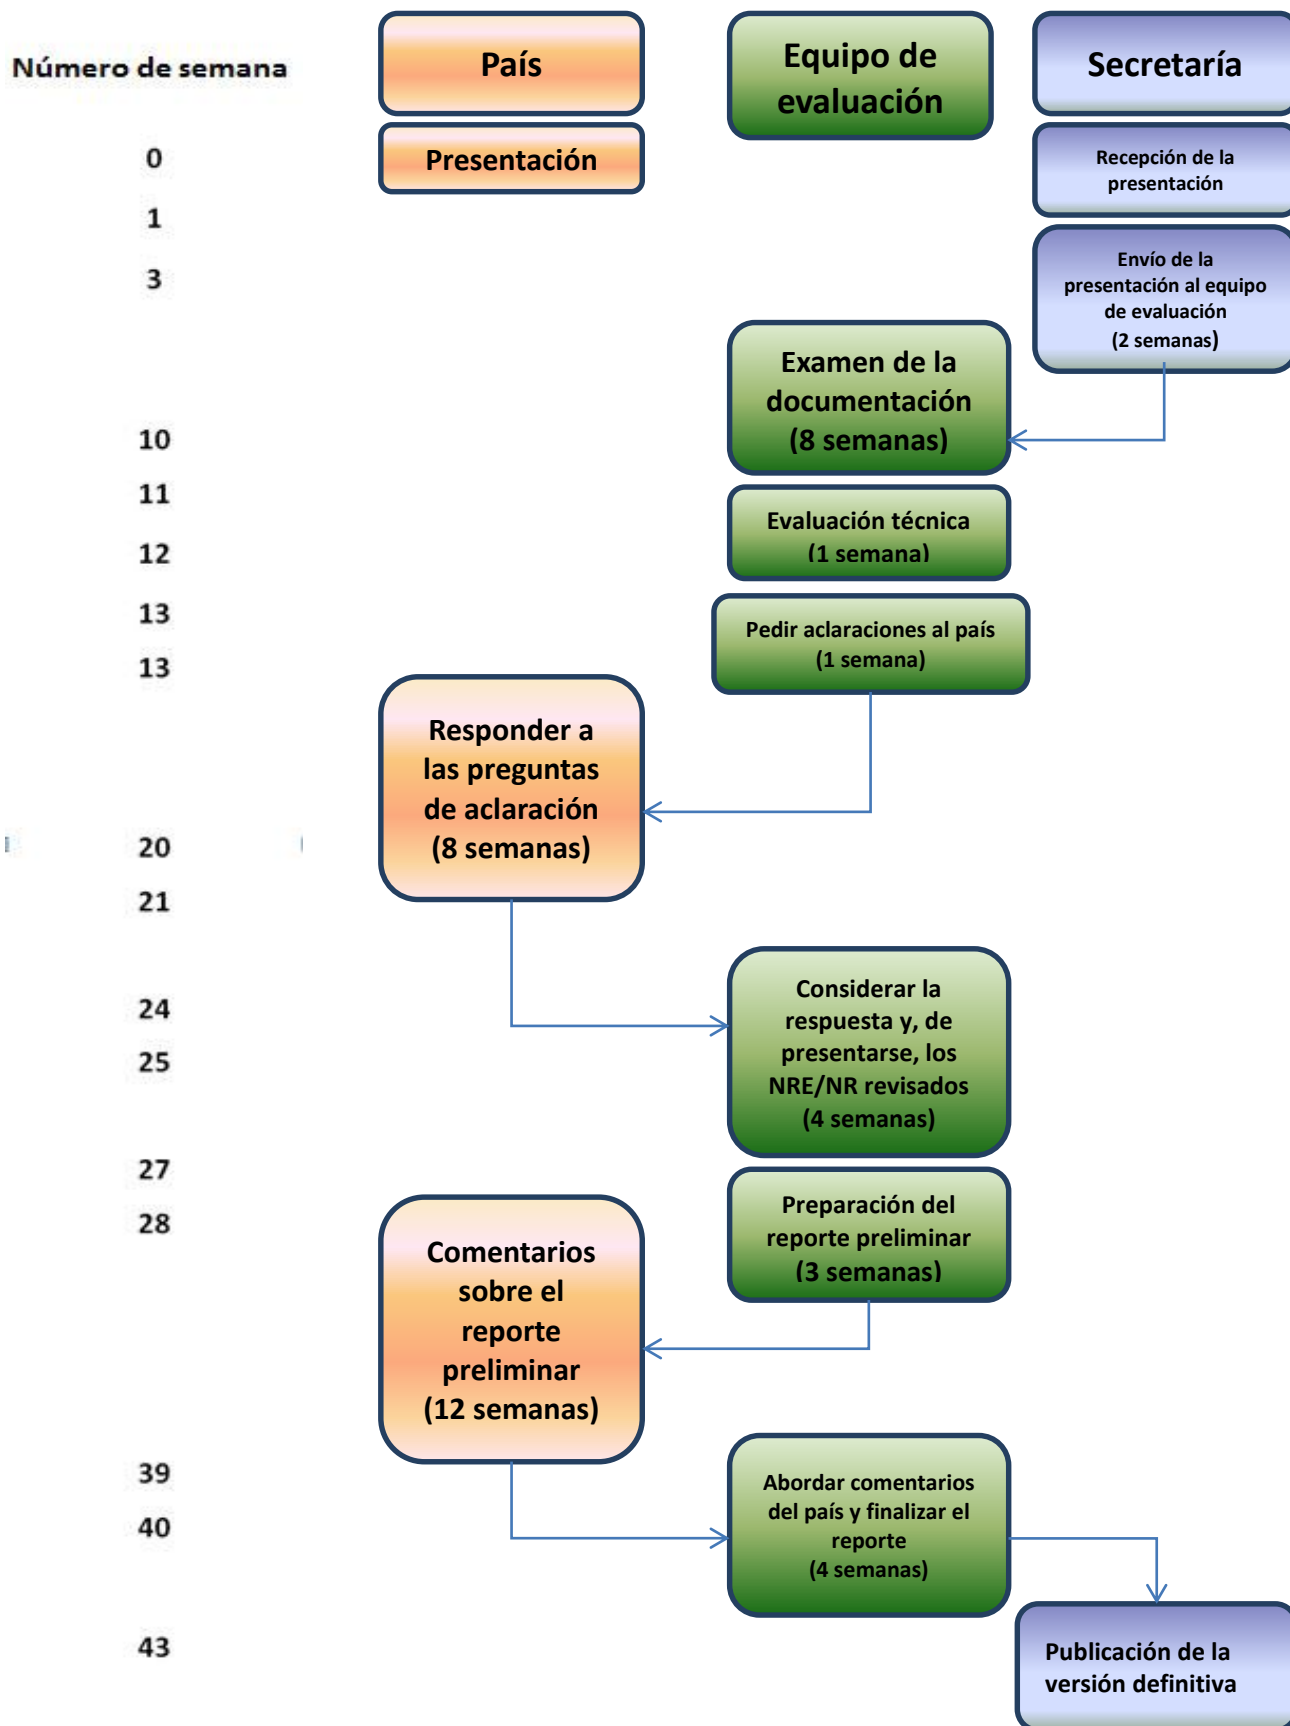 Número de semana
País
Equipo de
evaluación
Secretaría
0
Presentación
Recepción de la
presentación
1
3
Envío de la
presentación al equipo
de evaluación
(2 semanas)
Examen de la
documentación
(8 semanas)
10
11
Evaluación técnica
(1 semana)
12
13
Pedir aclaraciones al país
(1 semana)
13
Responder a
las preguntas
de aclaración
(8 semanas)
20
21
Considerar la
respuesta y, de
presentarse, los
NRE/NR revisados
(4 semanas)
24
25
27
Preparación del
reporte preliminar
(3 semanas)
28
Comentarios
sobre el
reporte
preliminar
(12 semanas)
39
Abordar comentarios
del país y finalizar el
reporte
(4 semanas)
40
43
Publicación de la
versión definitiva